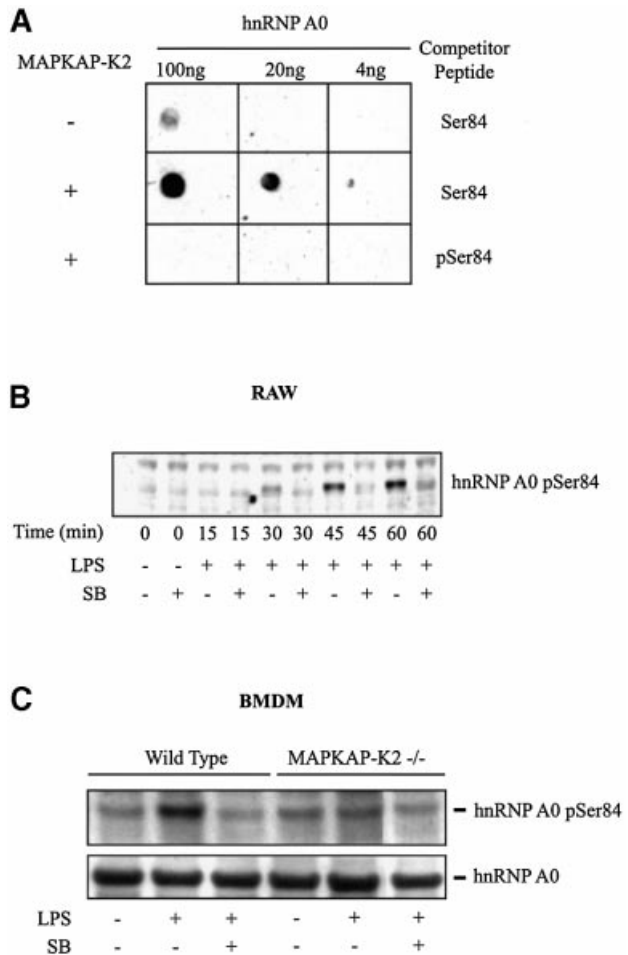 A
hnRNP A0
MAPKAP-K2
Competitor
Peptide
100ng 20ng 4ng
- Ser84
+ Ser84
+ pSer84
B
RAW
hnRNP A0 pSer84
Time (min) 0 0 15 15 30 30 45 45 60 60
LPS - - + + + + + + + +
SB - + - + - + - + - +
C
BMDM
Wild Type MAPKAP-K2 -/-
hnRNP A0 pSer84
hnRNP A0
LPS - + + - + +
SB - - + - - +